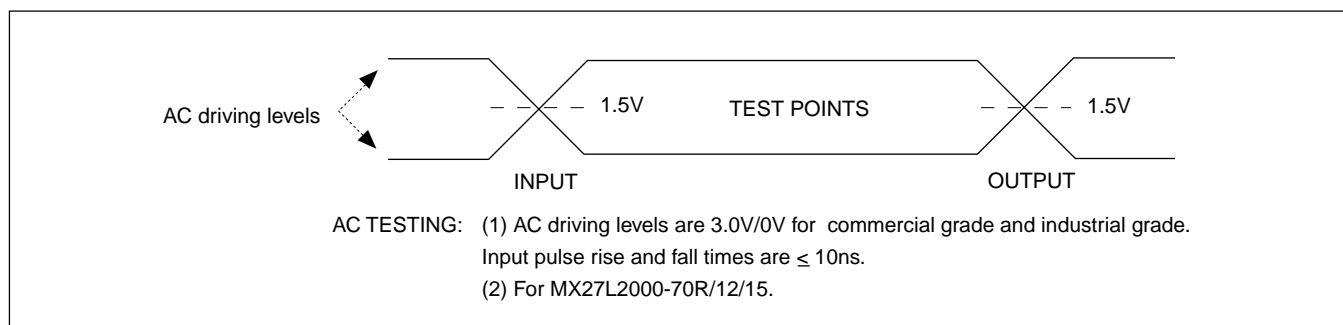 AC driving levels
1.5V
TEST POINTS
1.5V
INPUT
OUTPUT
AC TESTING: (1) AC driving levels are 3.0V/0V for commercial grade and industrial grade.
Input pulse rise and fall times are ≤ 10ns.
(2) For MX27L2000-70R/12/15.